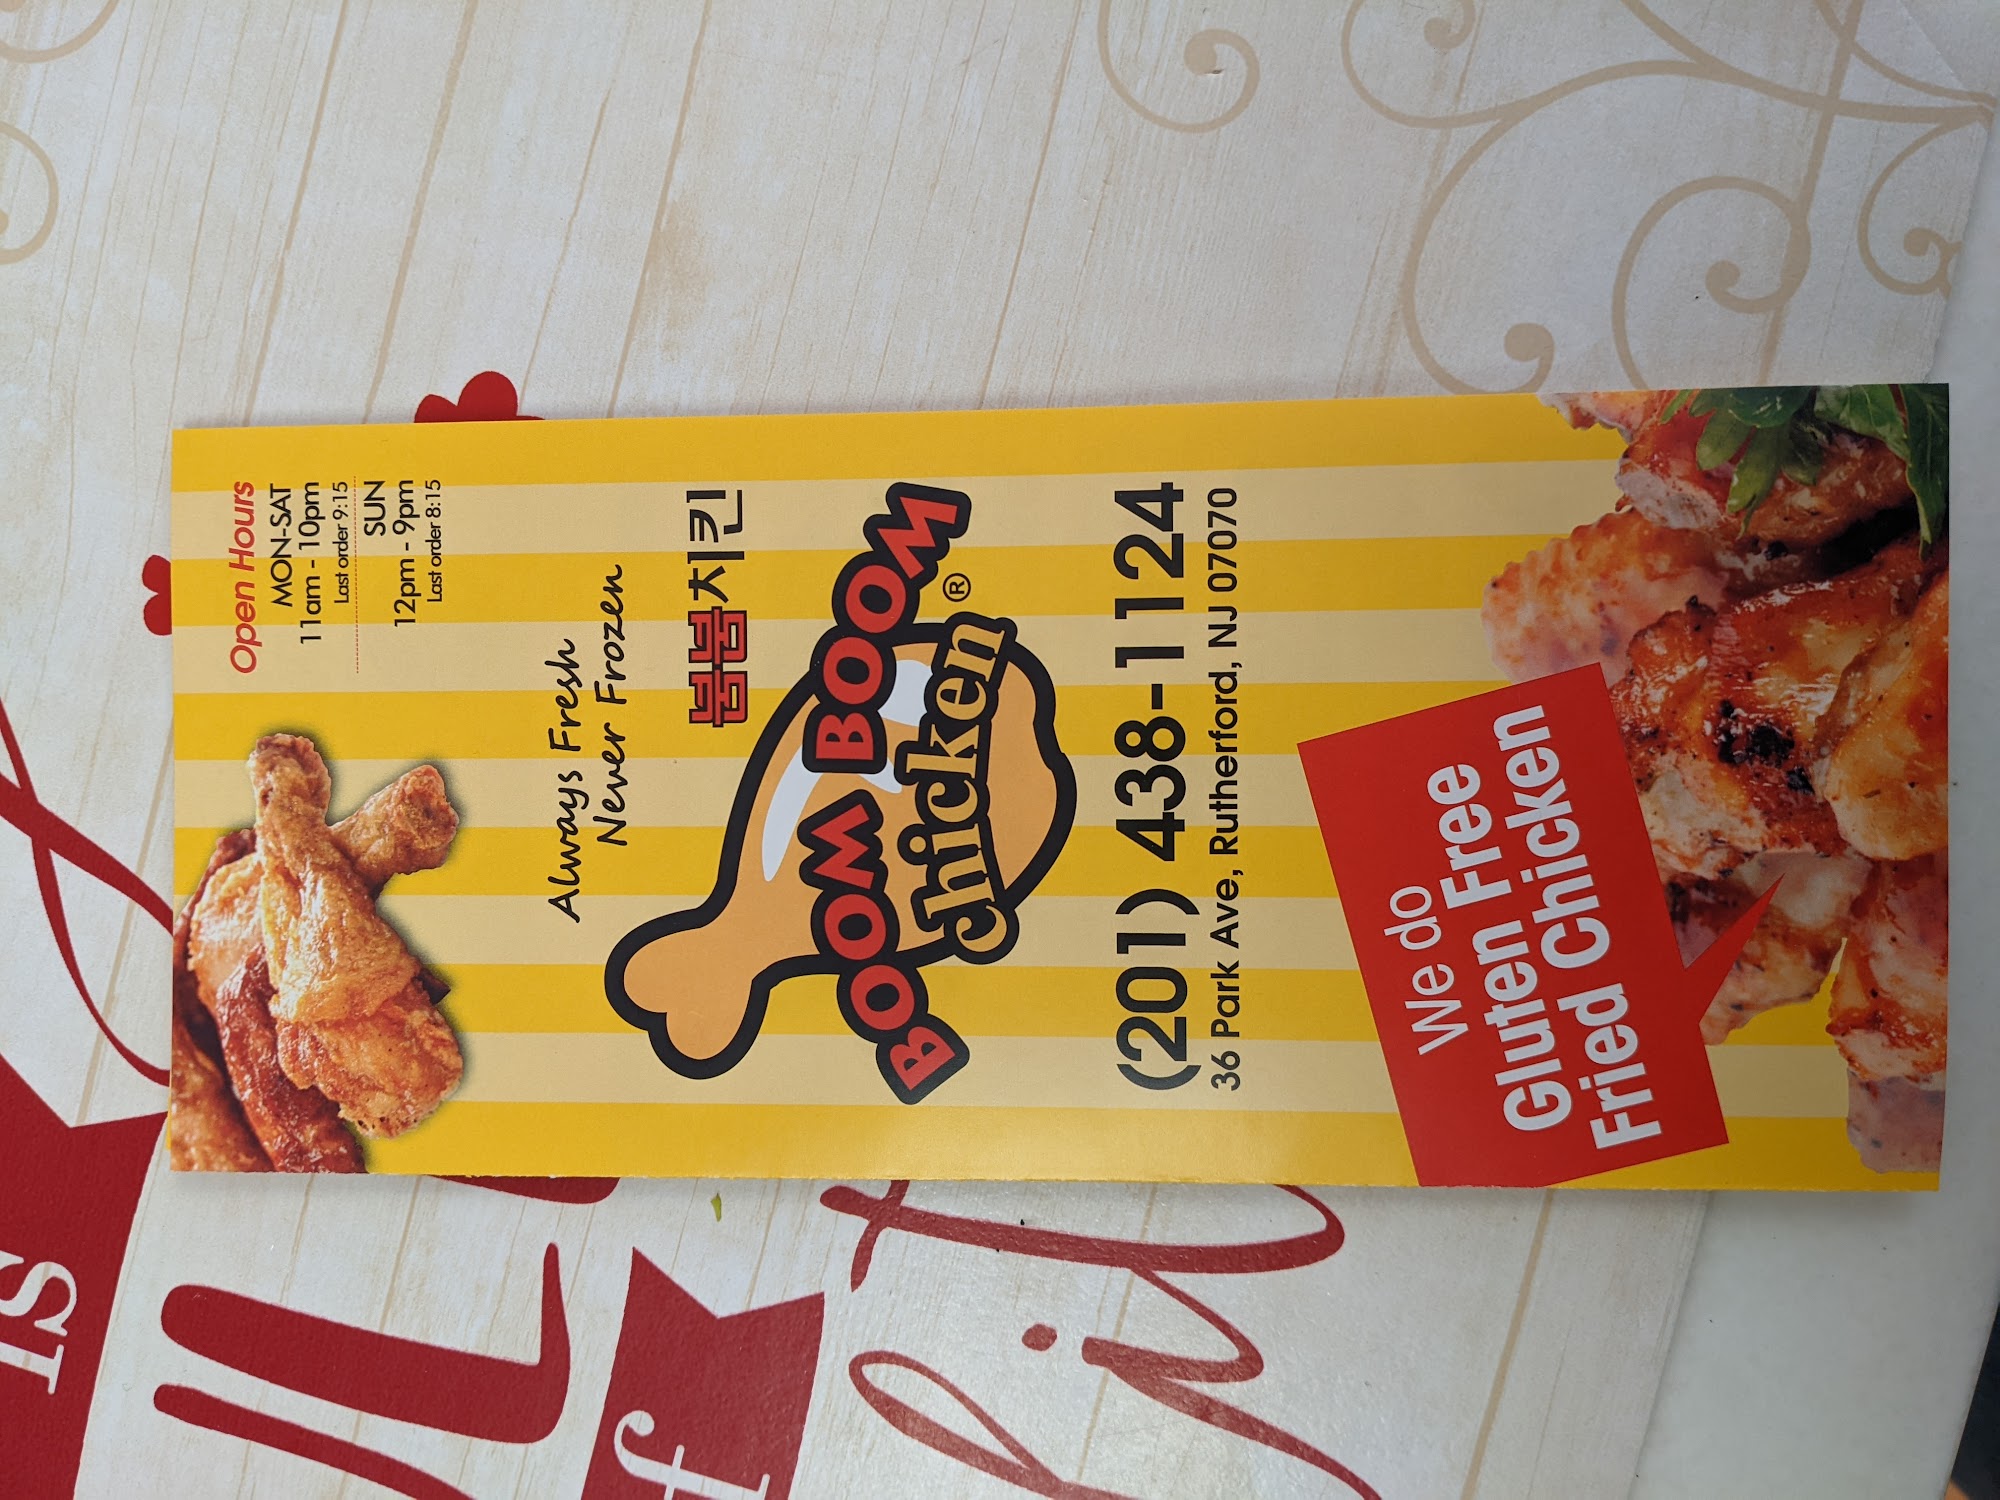 Open Hours
MON-SAT
11am - 10pm
Last order 9:15
SUN
12pm - 9pm
Last order 8:15
Always Fresh
Never Frozen
붐붐치킨
BOOM BOOM BOOM
chicken ®
(201) 438-1124
36 Park Ave, Rutherford, NJ 07070
We do
Gluten Free
Fried Chicken
is